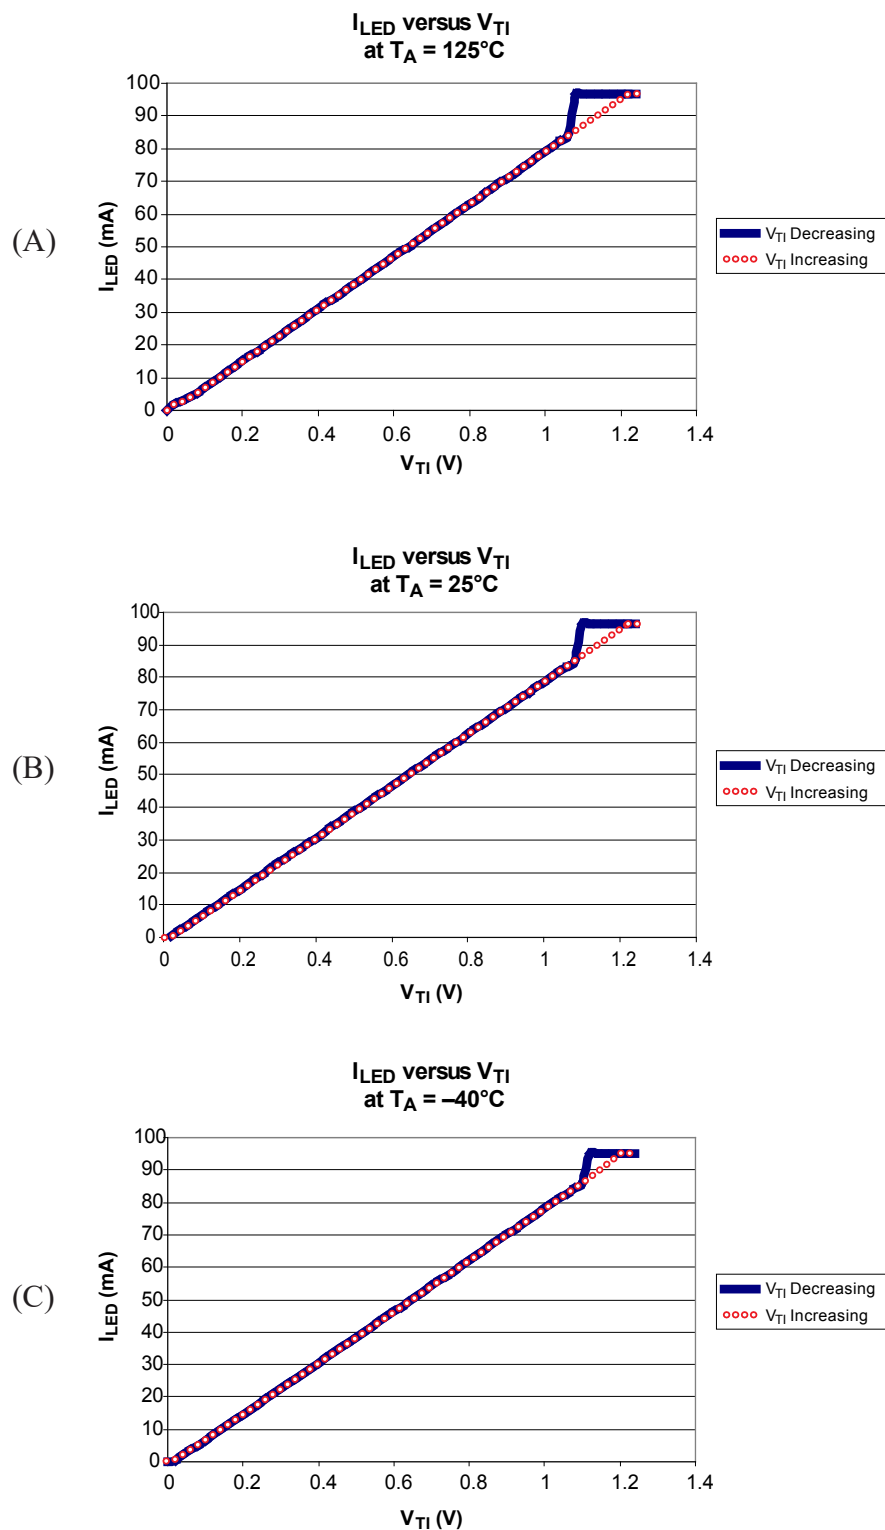 I_LED versus V_TI
at T_A = 125°C
(A)
I_LED (mA)
100
90
80
70
60
50
40
30
20
10
0
0 0.2 0.4 0.6 0.8 1 1.2 1.4
V_TI (V)
V_TI Decreasing
V_TI Increasing
I_LED versus V_TI
at T_A = 25°C
(B)
I_LED (mA)
100
90
80
70
60
50
40
30
20
10
0
0 0.2 0.4 0.6 0.8 1 1.2 1.4
V_TI (V)
V_TI Decreasing
V_TI Increasing
I_LED versus V_TI
at T_A = –40°C
(C)
I_LED (mA)
100
90
80
70
60
50
40
30
20
10
0
0 0.2 0.4 0.6 0.8 1 1.2 1.4
V_TI (V)
V_TI Decreasing
V_TI Increasing